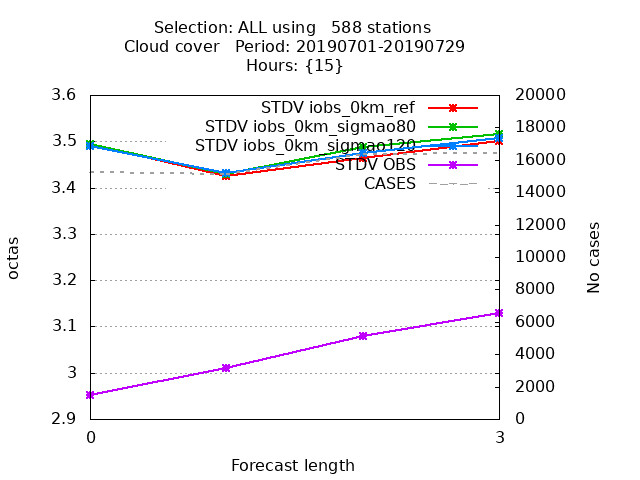 Selection: ALL using   588 stations
Cloud cover   Period: 20190701-20190729
Hours: {15}
3.6
3.5
3.4
3.3
3.2
3.1
3
2.9
20000
18000
16000
14000
12000
10000
8000
6000
4000
2000
0
octas
No cases
STDV iobs_0km_ref
STDV iobs_0km_sigmao80
STDV iobs_0km_sigmao120
STDV OBS
CASES
0
3
Forecast length